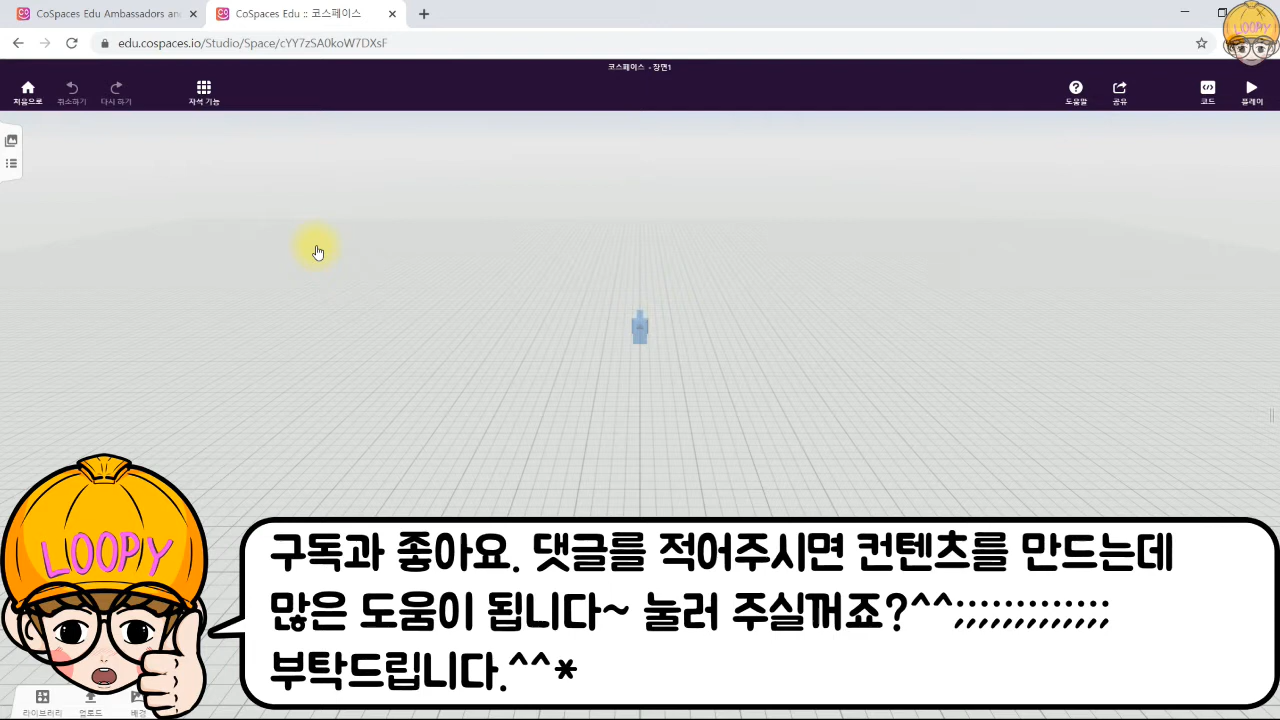 CoSpaces Edu Ambassadors an
CoSpaces Edu :: 코스페이스
edu.cospaces.io/Studio/Space/cYY7zSA0koW7DXsF
LOOPY
코스페이스 - 장면1
처음으로
취소하기
다시 하기
자석 기능
도움말
공유
코드
플레이
LOOPY
구독과 좋아요. 댓글를 적어주시면 컨텐츠를 만드는데
많은 도움이 됩니다~ 눌러 주실꺼죠?^^;;;;;;;;;;;;;
부탁드립니다.^^*
라이브러리
업로드
배경